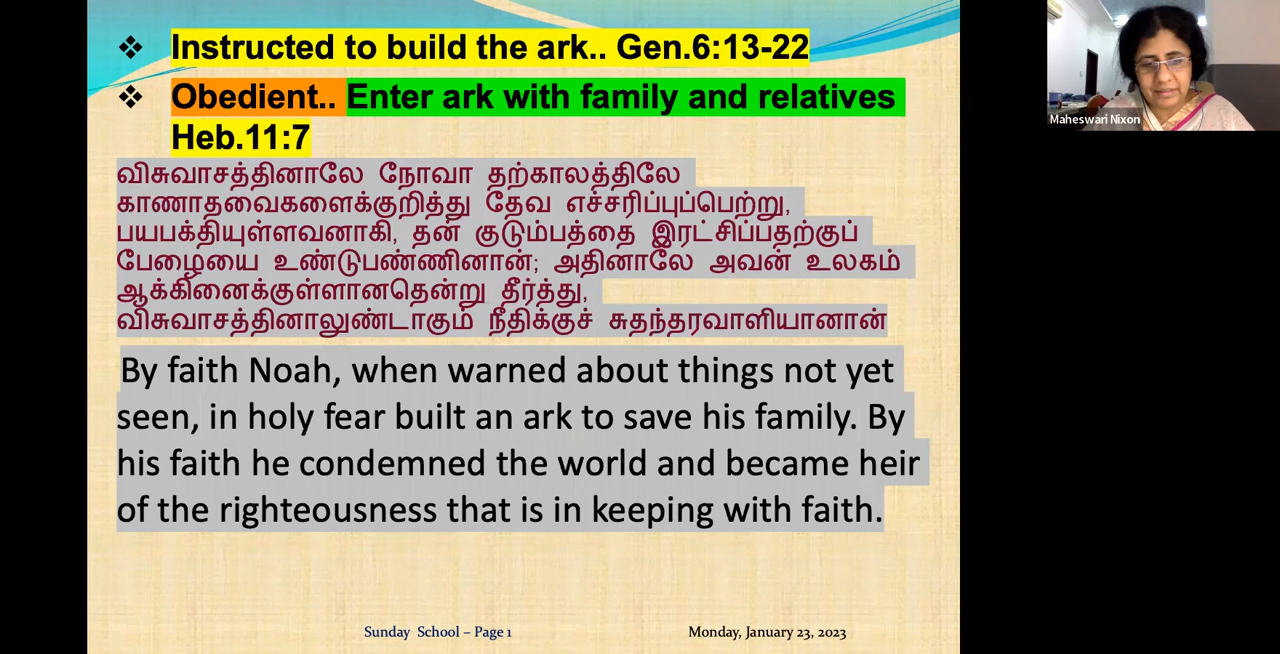 Instructed to build the ark.. Gen.6:13-22
Obedient.. Enter ark with family and relatives
Heb.11:7
விசுவாசத்தினாலே நோவா தற்காலத்திலே
காணாதவைகளைக்குறித்து தேவ எச்சரிப்புப்பெற்று,
பயபக்தியுள்ளவனாகி, தன் குடும்பத்தை இரட்சிப்பதற்குப்
பேழையை உண்டுபண்ணினான்; அதினாலே அவன் உலகம்
ஆக்கினைக்குள்ளானதென்று தீர்த்து,
விசுவாசத்தினாலுண்டாகும் நீதிக்குச் சுதந்தரவாளியானான்
By faith Noah, when warned about things not yet
seen, in holy fear built an ark to save his family. By
his faith he condemned the world and became heir
of the righteousness that is in keeping with faith.
Sunday School – Page 1
Monday, January 23, 2023
Maheswari Nixon